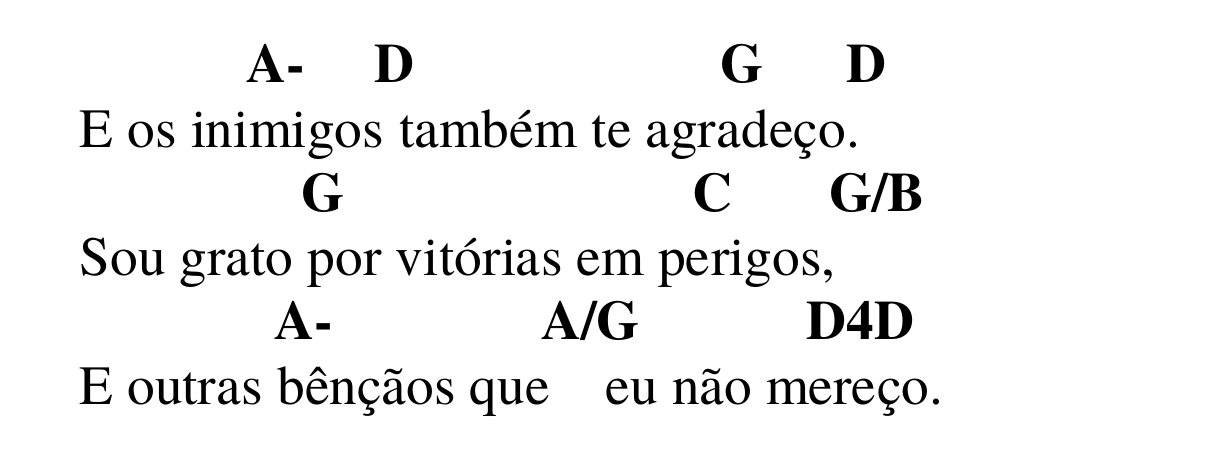 A- D G D
E os inimigos também te agradeço.
G C G/B
Sou grato por vitórias em perigos,
A- A/G D4D
E outras bênçãos que eu não mereço.